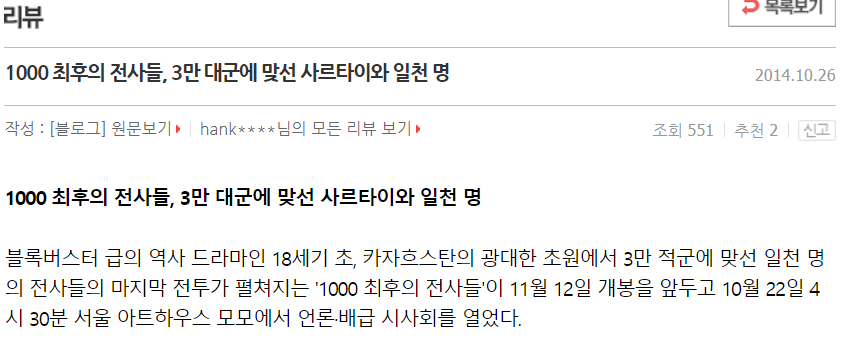 리뷰
목록보기
1000 최후의 전사들, 3만 대군에 맞선 사르타이와 일천 명
2014.10.26
작성 : [블로그] 원문보기 hank****님의 모든 리뷰 보기
조회 551 추천 2 신고
1000 최후의 전사들, 3만 대군에 맞선 사르타이와 일천 명
블록버스터 급의 역사 드라마인 18세기 초, 카자흐스탄의 광대한 초원에서 3만 적군에 맞선 일천 명
의 전사들의 마지막 전투가 펼쳐지는 '1000 최후의 전사들'이 11월 12일 개봉을 앞두고 10월 22일 4
시 30분 서울 아트하우스 모모에서 언론·배급 시사회를 열었다.